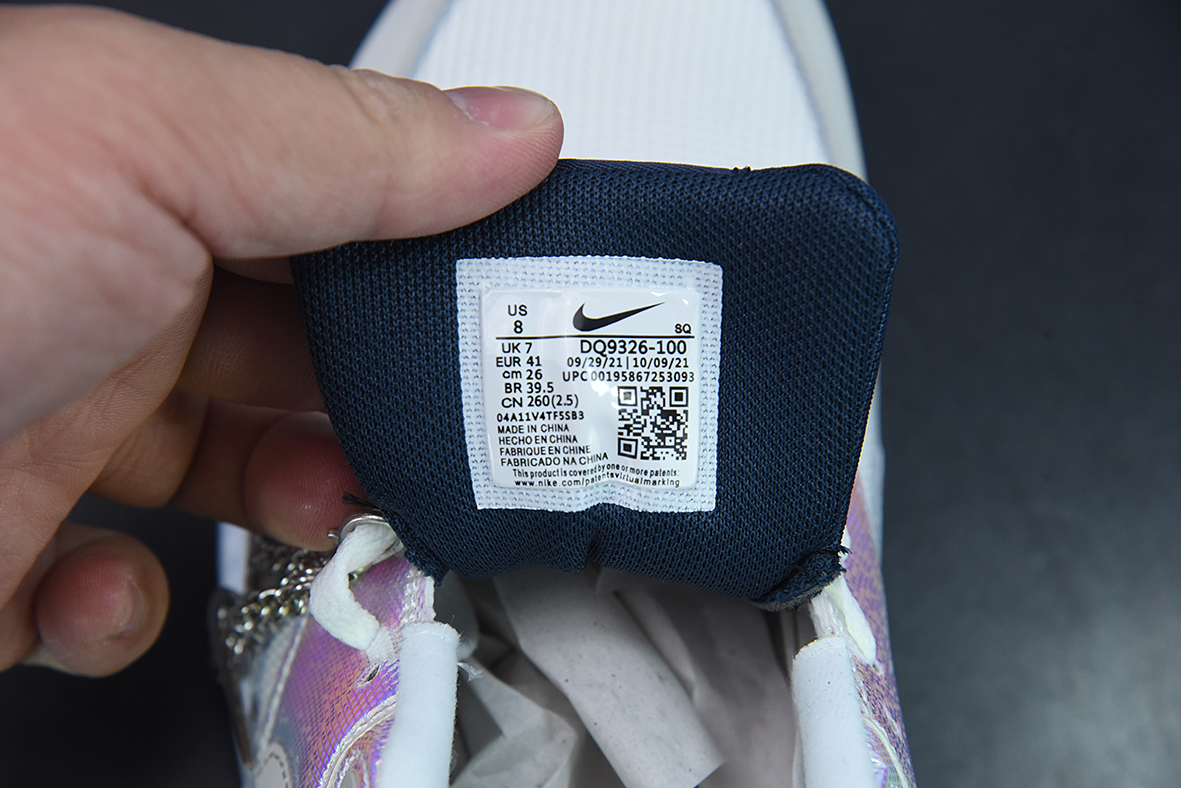 US
8
SQ
UK 7
DQ9326-100
EUR 41
09/29/21 | 10/09/21
cm 26
UPC 00195867253093
BR 39.5
CN 260(2.5)
04A11V4TF5SB3
MADE IN CHINA
HECHO EN CHINA
FABRIQUE EN CHINE
FABRICADO NA CHINA
This product is covered by one or more patents:
www.nike.com/patentsvirtualmarking